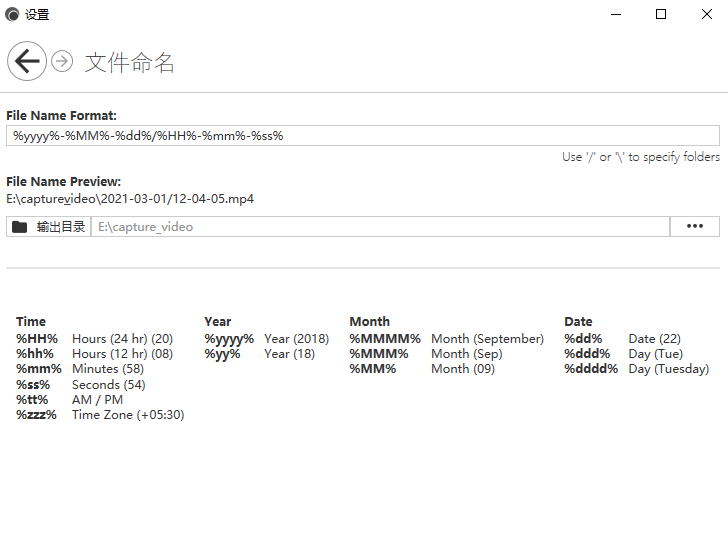 设置
文件命名
File Name Format:
%yyyy%-%MM%-%dd%/%HH%-%mm%-%ss%
Use '/' or '\' to specify folders
File Name Preview:
E:\capturevideo\2021-03-01/12-04-05.mp4
输出目录 E:\capture_video
Time Year Month Date
%HH% Hours (24 hr) (20) %yyyy% Year (2018) %MMMM% Month (September) %dd% Date (22)
%hh% Hours (12 hr) (08) %yy% Year (18) %MMM% Month (Sep) %ddd% Day (Tue)
%mm% Minutes (58) %MM% Month (09) %dddd% Day (Tuesday)
%ss% Seconds (54)
%tt% AM / PM
%zzz% Time Zone (+05:30)